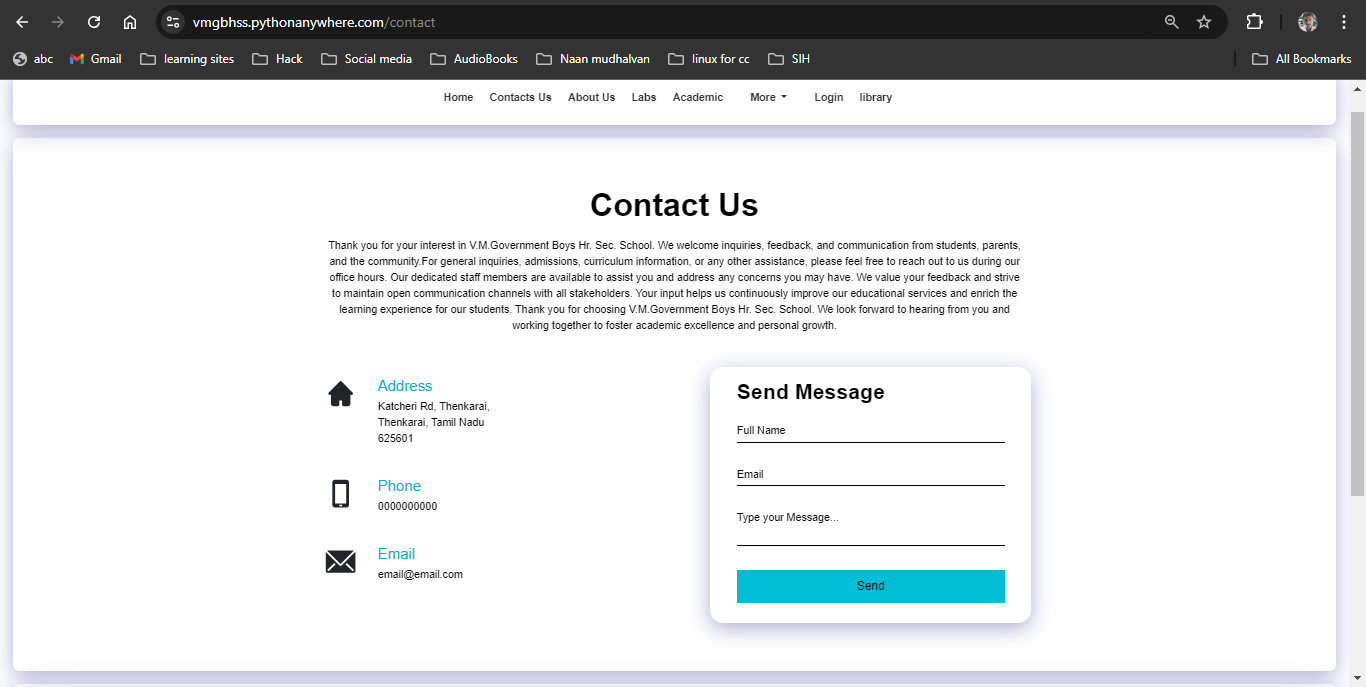 vmgbhss.pythonanywhere.com/contact
abc Gmail learning sites Hack Social media AudioBooks Naan mudhalvan linux for cc SIH All Bookmarks
Home Contacts Us About Us Labs Academic More Login library
Contact Us
Thank you for your interest in V.M.Government Boys Hr. Sec. School. We welcome inquiries, feedback, and communication from students, parents,
and the community.For general inquiries, admissions, curriculum information, or any other assistance, please feel free to reach out to us during our
office hours. Our dedicated staff members are available to assist you and address any concerns you may have. We value your feedback and strive
to maintain open communication channels with all stakeholders. Your input helps us continuously improve our educational services and enrich the
learning experience for our students. Thank you for choosing V.M.Government Boys Hr. Sec. School. We look forward to hearing from you and
working together to foster academic excellence and personal growth.
Address
Katcheri Rd, Thenkarai,
Thenkarai, Tamil Nadu
625601
Phone
0000000000
Email
email@email.com
Send Message
Full Name
Email
Type your Message...
Send